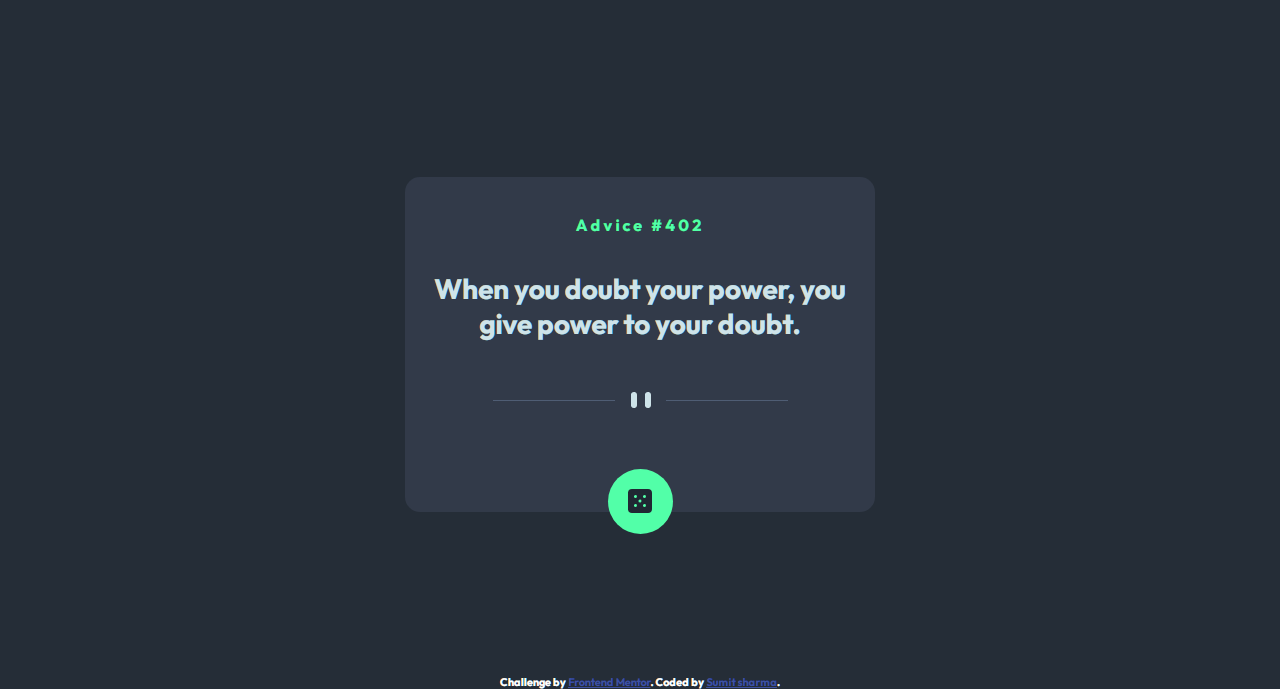 Advice #402
When you doubt your power, you
give power to your doubt.
Challenge by Frontend Mentor. Coded by Sumit sharma.